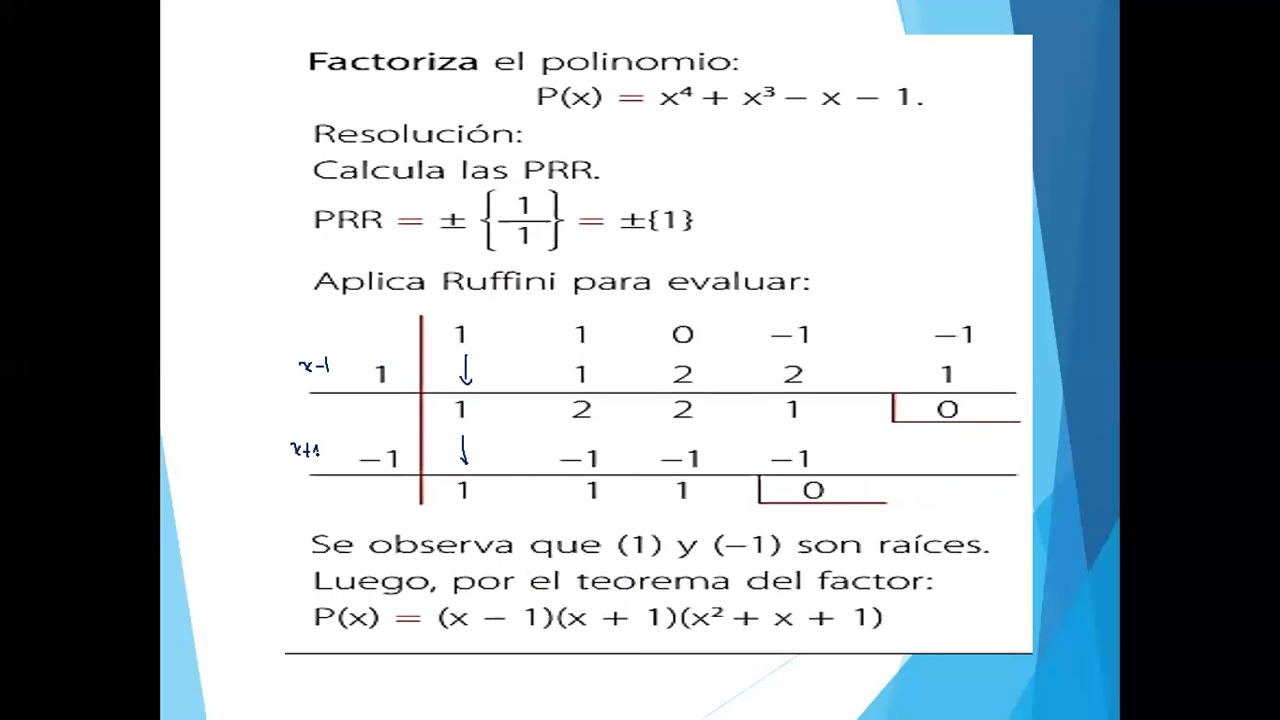 Factoriza el polinomio:
P(x) = x⁴ + x³ − x − 1.
Resolución:
Calcula las PRR.
PRR = ± {1/1} = ±{1}
Aplica Ruffini para evaluar:
1 1 0 −1 −1
x-1 1 ↓ 1 2 2 1
1 2 2 1 0
x+1 −1 ↓ −1 −1 −1
1 1 1 0
Se observa que (1) y (−1) son raíces.
Luego, por el teorema del factor:
P(x) = (x − 1)(x + 1)(x² + x + 1)